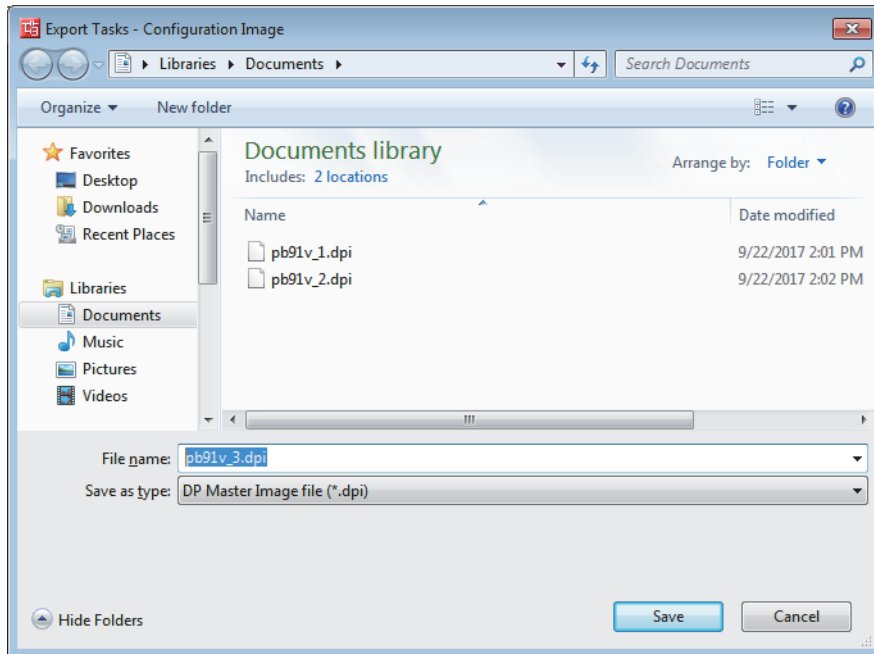 Export Tasks - Configuration Image
Libraries Documents
Search Documents
Organize New folder
Favorites
Desktop
Downloads
Recent Places
Libraries
Documents
Music
Pictures
Videos
Documents library
Includes: 2 locations
Arrange by: Folder
Name Date modified
pb91v_1.dpi 9/22/2017 2:01 PM
pb91v_2.dpi 9/22/2017 2:02 PM
File name: pb91v_3.dpi
Save as type: DP Master Image file (*.dpi)
Hide Folders
Save Cancel